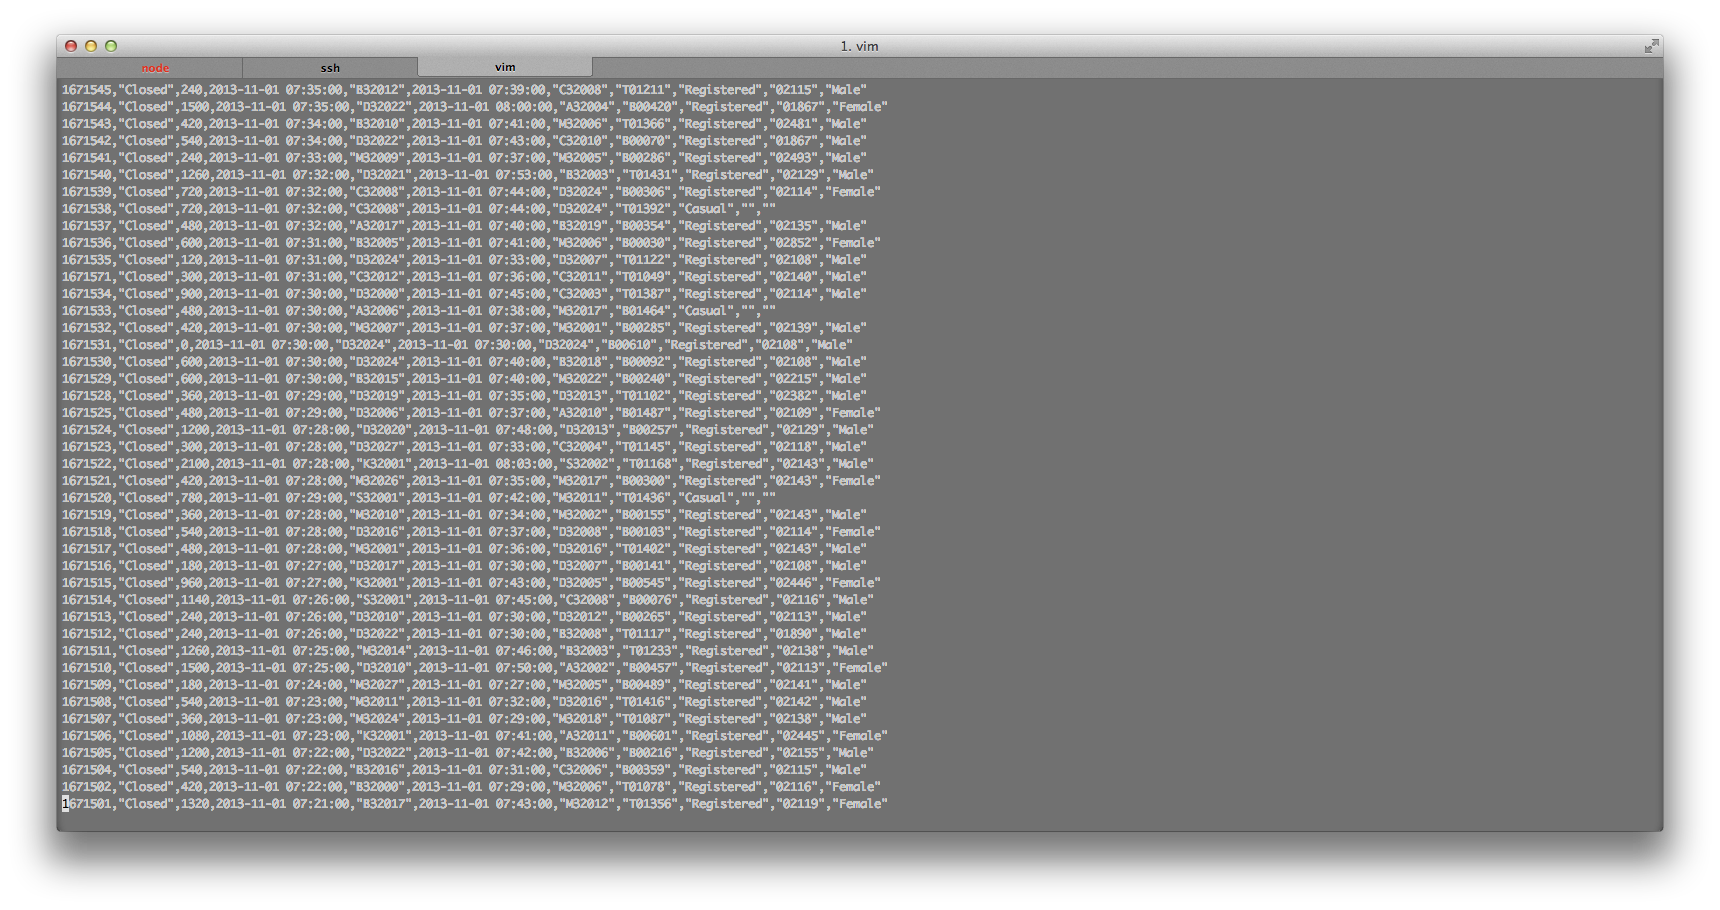 1. vim
node ssh vim
1671545,"Closed",240,2013-11-01 07:35:00,"B32012",2013-11-01 07:39:00,"C32008","T01211","Registered","02115","Male"
1671544,"Closed",1500,2013-11-01 07:35:00,"D32022",2013-11-01 08:00:00,"A32004","B00420","Registered","01867","Female"
1671543,"Closed",420,2013-11-01 07:34:00,"B32010",2013-11-01 07:41:00,"M32006","T01366","Registered","02481","Male"
1671542,"Closed",540,2013-11-01 07:34:00,"D32022",2013-11-01 07:43:00,"C32010","B00070","Registered","01867","Male"
1671541,"Closed",240,2013-11-01 07:33:00,"M32009",2013-11-01 07:37:00,"M32005","B00286","Registered","02493","Male"
1671540,"Closed",1260,2013-11-01 07:32:00,"D32021",2013-11-01 07:53:00,"B32003","T01431","Registered","02129","Male"
1671539,"Closed",720,2013-11-01 07:32:00,"C32008",2013-11-01 07:44:00,"D32024","B00306","Registered","02114","Female"
1671538,"Closed",720,2013-11-01 07:32:00,"C32008",2013-11-01 07:44:00,"D32024","T01392","Casual","",""
1671537,"Closed",480,2013-11-01 07:32:00,"A32017",2013-11-01 07:40:00,"B32019","B00354","Registered","02135","Male"
1671536,"Closed",600,2013-11-01 07:31:00,"B32005",2013-11-01 07:41:00,"M32006","B00030","Registered","02852","Female"
1671535,"Closed",120,2013-11-01 07:31:00,"D32024",2013-11-01 07:33:00,"D32007","T01122","Registered","02108","Male"
1671571,"Closed",300,2013-11-01 07:31:00,"C32012",2013-11-01 07:36:00,"C32011","T01049","Registered","02140","Male"
1671534,"Closed",900,2013-11-01 07:30:00,"D32000",2013-11-01 07:45:00,"C32003","T01387","Registered","02114","Male"
1671533,"Closed",480,2013-11-01 07:30:00,"A32006",2013-11-01 07:38:00,"M32017","B01464","Casual","",""
1671532,"Closed",420,2013-11-01 07:30:00,"M32007",2013-11-01 07:37:00,"M32001","B00285","Registered","02139","Male"
1671531,"Closed",0,2013-11-01 07:30:00,"D32024",2013-11-01 07:30:00,"D32024","B00610","Registered","02108","Male"
1671530,"Closed",600,2013-11-01 07:30:00,"D32024",2013-11-01 07:40:00,"B32018","B00092","Registered","02108","Male"
1671529,"Closed",600,2013-11-01 07:30:00,"B32015",2013-11-01 07:40:00,"M32022","B00240","Registered","02215","Male"
1671528,"Closed",360,2013-11-01 07:29:00,"D32019",2013-11-01 07:35:00,"D32013","T01102","Registered","02382","Male"
1671525,"Closed",480,2013-11-01 07:29:00,"D32006",2013-11-01 07:37:00,"A32010","B01487","Registered","02109","Female"
1671524,"Closed",1200,2013-11-01 07:28:00,"D32020",2013-11-01 07:48:00,"D32013","B00257","Registered","02129","Male"
1671523,"Closed",300,2013-11-01 07:28:00,"D32027",2013-11-01 07:33:00,"C32004","T01145","Registered","02118","Male"
1671522,"Closed",2100,2013-11-01 07:28:00,"K32001",2013-11-01 08:03:00,"S32002","T01168","Registered","02143","Male"
1671521,"Closed",420,2013-11-01 07:28:00,"M32026",2013-11-01 07:35:00,"M32017","B00300","Registered","02143","Female"
1671520,"Closed",780,2013-11-01 07:29:00,"S32001",2013-11-01 07:42:00,"M32011","T01436","Casual","",""
1671519,"Closed",360,2013-11-01 07:28:00,"M32010",2013-11-01 07:34:00,"M32002","B00155","Registered","02143","Male"
1671518,"Closed",540,2013-11-01 07:28:00,"D32016",2013-11-01 07:37:00,"D32008","B00103","Registered","02114","Female"
1671517,"Closed",480,2013-11-01 07:28:00,"M32001",2013-11-01 07:36:00,"D32016","T01402","Registered","02143","Male"
1671516,"Closed",180,2013-11-01 07:27:00,"D32017",2013-11-01 07:30:00,"D32007","B00141","Registered","02108","Male"
1671515,"Closed",960,2013-11-01 07:27:00,"K32001",2013-11-01 07:43:00,"D32005","B00545","Registered","02446","Female"
1671514,"Closed",1140,2013-11-01 07:26:00,"S32001",2013-11-01 07:45:00,"C32008","B00076","Registered","02116","Male"
1671513,"Closed",240,2013-11-01 07:26:00,"D32010",2013-11-01 07:30:00,"D32012","B00265","Registered","02113","Male"
1671512,"Closed",240,2013-11-01 07:26:00,"D32022",2013-11-01 07:30:00,"B32008","T01117","Registered","01890","Male"
1671511,"Closed",1260,2013-11-01 07:25:00,"M32014",2013-11-01 07:46:00,"B32003","T01233","Registered","02138","Male"
1671510,"Closed",1500,2013-11-01 07:25:00,"D32010",2013-11-01 07:50:00,"A32002","B00457","Registered","02113","Female"
1671509,"Closed",180,2013-11-01 07:24:00,"M32027",2013-11-01 07:27:00,"M32005","B00489","Registered","02141","Male"
1671508,"Closed",540,2013-11-01 07:23:00,"M32011",2013-11-01 07:32:00,"D32016","T01416","Registered","02142","Male"
1671507,"Closed",360,2013-11-01 07:23:00,"M32024",2013-11-01 07:29:00,"M32018","T01087","Registered","02138","Male"
1671506,"Closed",1080,2013-11-01 07:23:00,"K32001",2013-11-01 07:41:00,"A32011","B00601","Registered","02445","Female"
1671505,"Closed",1200,2013-11-01 07:22:00,"D32022",2013-11-01 07:42:00,"B32006","B00216","Registered","02155","Male"
1671504,"Closed",540,2013-11-01 07:22:00,"B32016",2013-11-01 07:31:00,"C32006","B00359","Registered","02115","Male"
1671502,"Closed",420,2013-11-01 07:22:00,"B32000",2013-11-01 07:29:00,"M32006","T01078","Registered","02116","Female"
1671501,"Closed",1320,2013-11-01 07:21:00,"B32017",2013-11-01 07:43:00,"M32012","T01356","Registered","02119","Female"